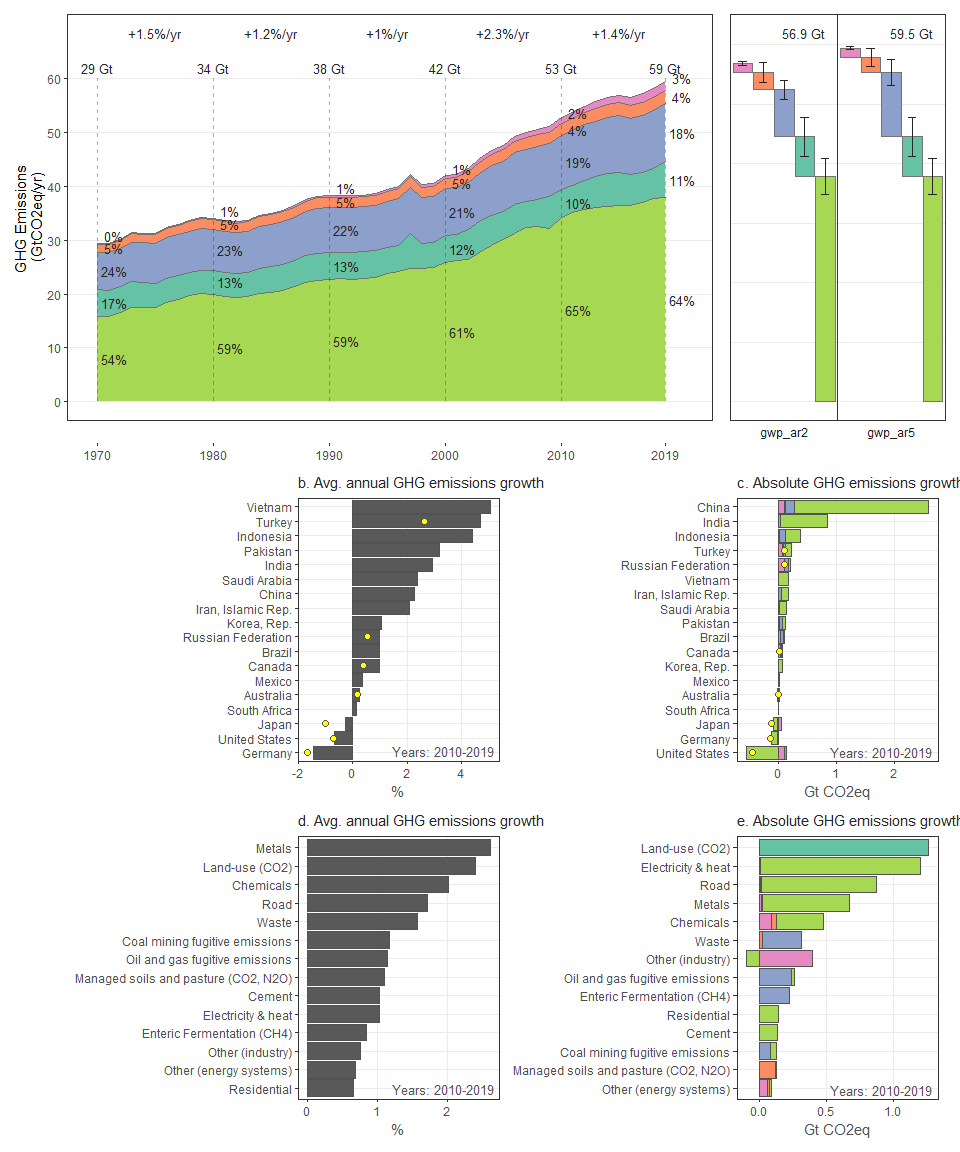 +1.5%/yr +1.2%/yr +1%/yr +2.3%/yr +1.4%/yr
29 Gt 34 Gt 38 Gt 42 Gt 53 Gt 59 Gt
GHG Emissions
(GtCO2eq/yr)
60
50
40
30
20
10
0
0%
5%
24%
17%
54%
1%
5%
23%
13%
59%
1%
5%
22%
13%
59%
1%
5%
21%
12%
61%
2%
4%
19%
10%
65%
3%
4%
18%
11%
64%
1970 1980 1990 2000 2010 2019
56.9 Gt 59.5 Gt
gwp_ar2 gwp_ar5
b. Avg. annual GHG emissions growth
Vietnam
Turkey
Indonesia
Pakistan
India
Saudi Arabia
China
Iran, Islamic Rep.
Korea, Rep.
Russian Federation
Brazil
Canada
Mexico
Australia
South Africa
Japan
United States
Germany
Years: 2010-2019
-2 0 2 4
%
c. Absolute GHG emissions growth
China
India
Indonesia
Turkey
Russian Federation
Vietnam
Iran, Islamic Rep.
Saudi Arabia
Pakistan
Brazil
Canada
Korea, Rep.
Mexico
Australia
South Africa
Japan
Germany
United States
Years: 2010-2019
0 1 2
Gt CO2eq
d. Avg. annual GHG emissions growth
Metals
Land-use (CO2)
Chemicals
Road
Waste
Coal mining fugitive emissions
Oil and gas fugitive emissions
Managed soils and pasture (CO2, N2O)
Cement
Electricity & heat
Enteric Fermentation (CH4)
Other (industry)
Other (energy systems)
Residential
Years: 2010-2019
0 1 2
%
e. Absolute GHG emissions growth
Land-use (CO2)
Electricity & heat
Road
Metals
Chemicals
Waste
Other (industry)
Oil and gas fugitive emissions
Enteric Fermentation (CH4)
Residential
Cement
Coal mining fugitive emissions
Managed soils and pasture (CO2, N2O)
Other (energy systems)
Years: 2010-2019
0.0 0.5 1.0
Gt CO2eq